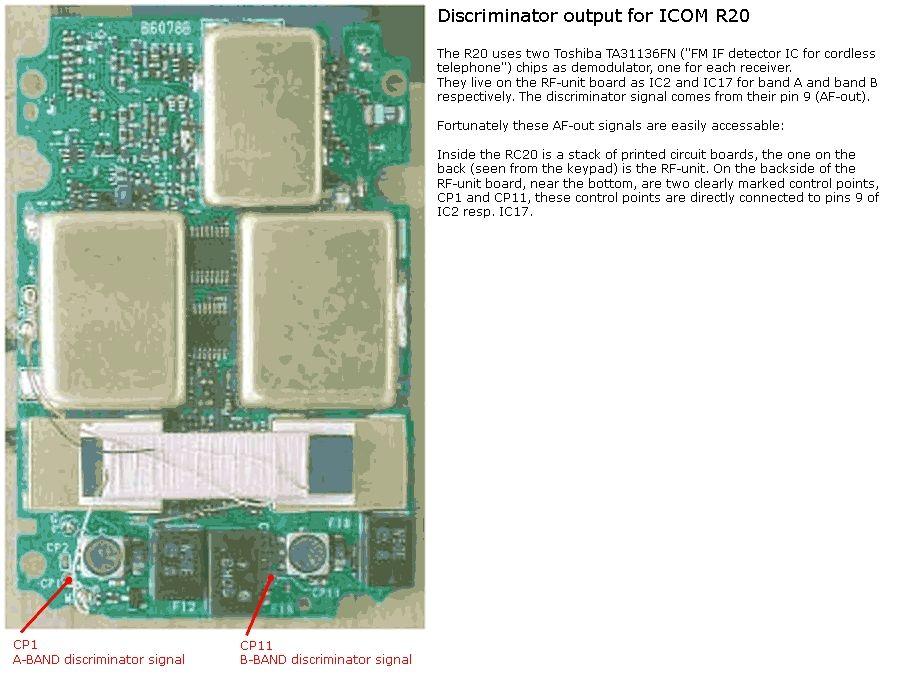 Discriminator output for ICOM R20
The R20 uses two Toshiba TA31136FN ("FM IF detector IC for cordless
telephone") chips as demodulator, one for each receiver.
They live on the RF-unit board as IC2 and IC17 for band A and band B
respectively. The discriminator signal comes from their pin 9 (AF-out).
Fortunately these AF-out signals are easily accessable:
Inside the RC20 is a stack of printed circuit boards, the one on the
back (seen from the keypad) is the RF-unit. On the backside of the
RF-unit board, near the bottom, are two clearly marked control points,
CP1 and CP11, these control points are directly connected to pins 9 of
IC2 resp. IC17.
B6078B
CP2
CP1
CP11
FI2
CP1
A-BAND discriminator signal
CP11
B-BAND discriminator signal